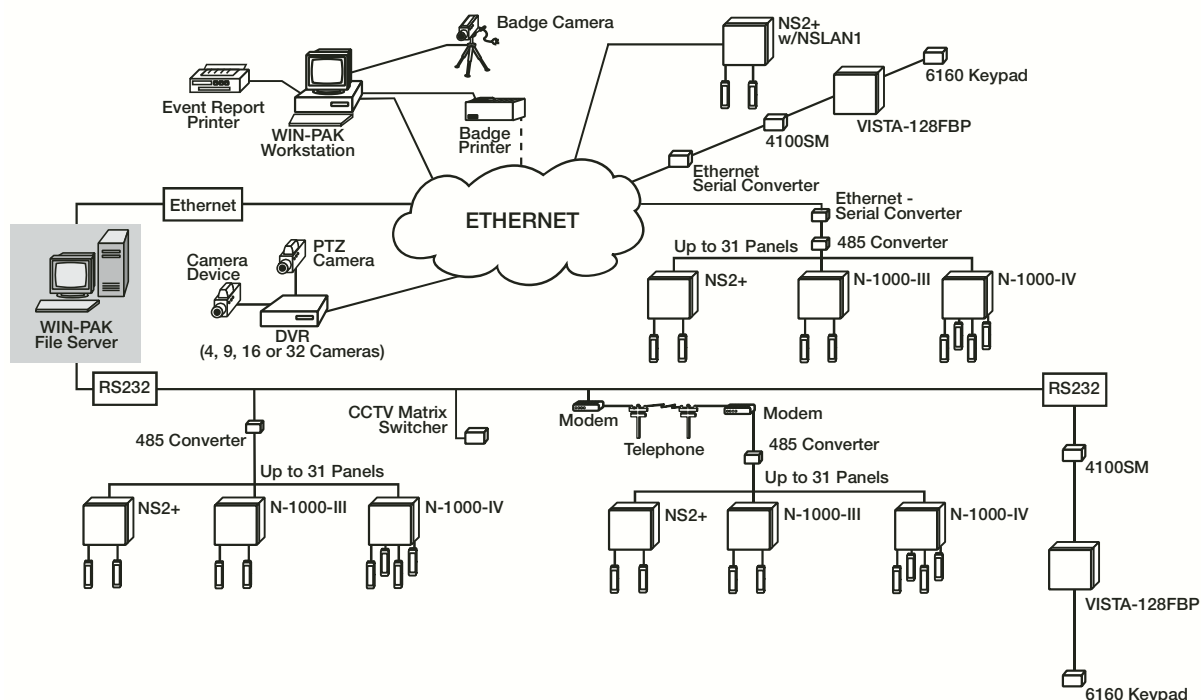 Badge Camera
NS2+
w/NSLAN1
6160 Keypad
Event Report
Printer
WIN-PAK
Workstation
Badge
Printer
4100SM
VISTA-128FBP
Ethernet
Serial Converter
Ethernet
ETHERNET
Ethernet -
Serial Converter
Up to 31 Panels
485 Converter
Camera
Device
PTZ
Camera
NS2+
N-1000-III
N-1000-IV
WIN-PAK
File Server
DVR
(4, 9, 16 or 32 Cameras)
RS232
RS232
CCTV Matrix
Switcher
Modem
Modem
485 Converter
Telephone
485 Converter
4100SM
Up to 31 Panels
Up to 31 Panels
NS2+
N-1000-III
N-1000-IV
NS2+
N-1000-III
N-1000-IV
VISTA-128FBP
6160 Keypad